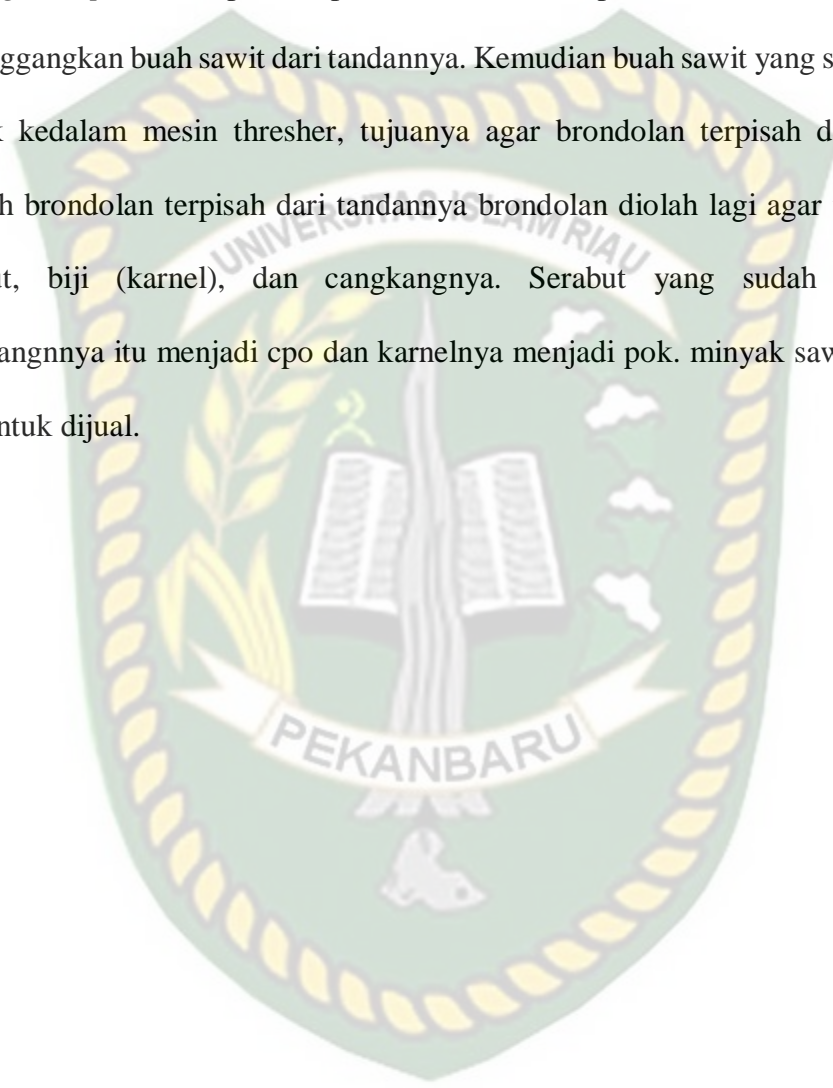 nggangkan buah sawit dari tandannya. Kemudian buah sawit yang s
kedalam mesin thresher, tujuanya agar brondolan terpisah d
h brondolan terpisah dari tandannya brondolan diolah lagi agar
UNIVERSITAS ISLAM RIAU
ut, biji (karnel), dan cangkangnya. Serabut yang sudah
angnnya itu menjadi cpo dan karnelnya menjadi pok. minyak saw
ntuk dijual.
PEKANBARU